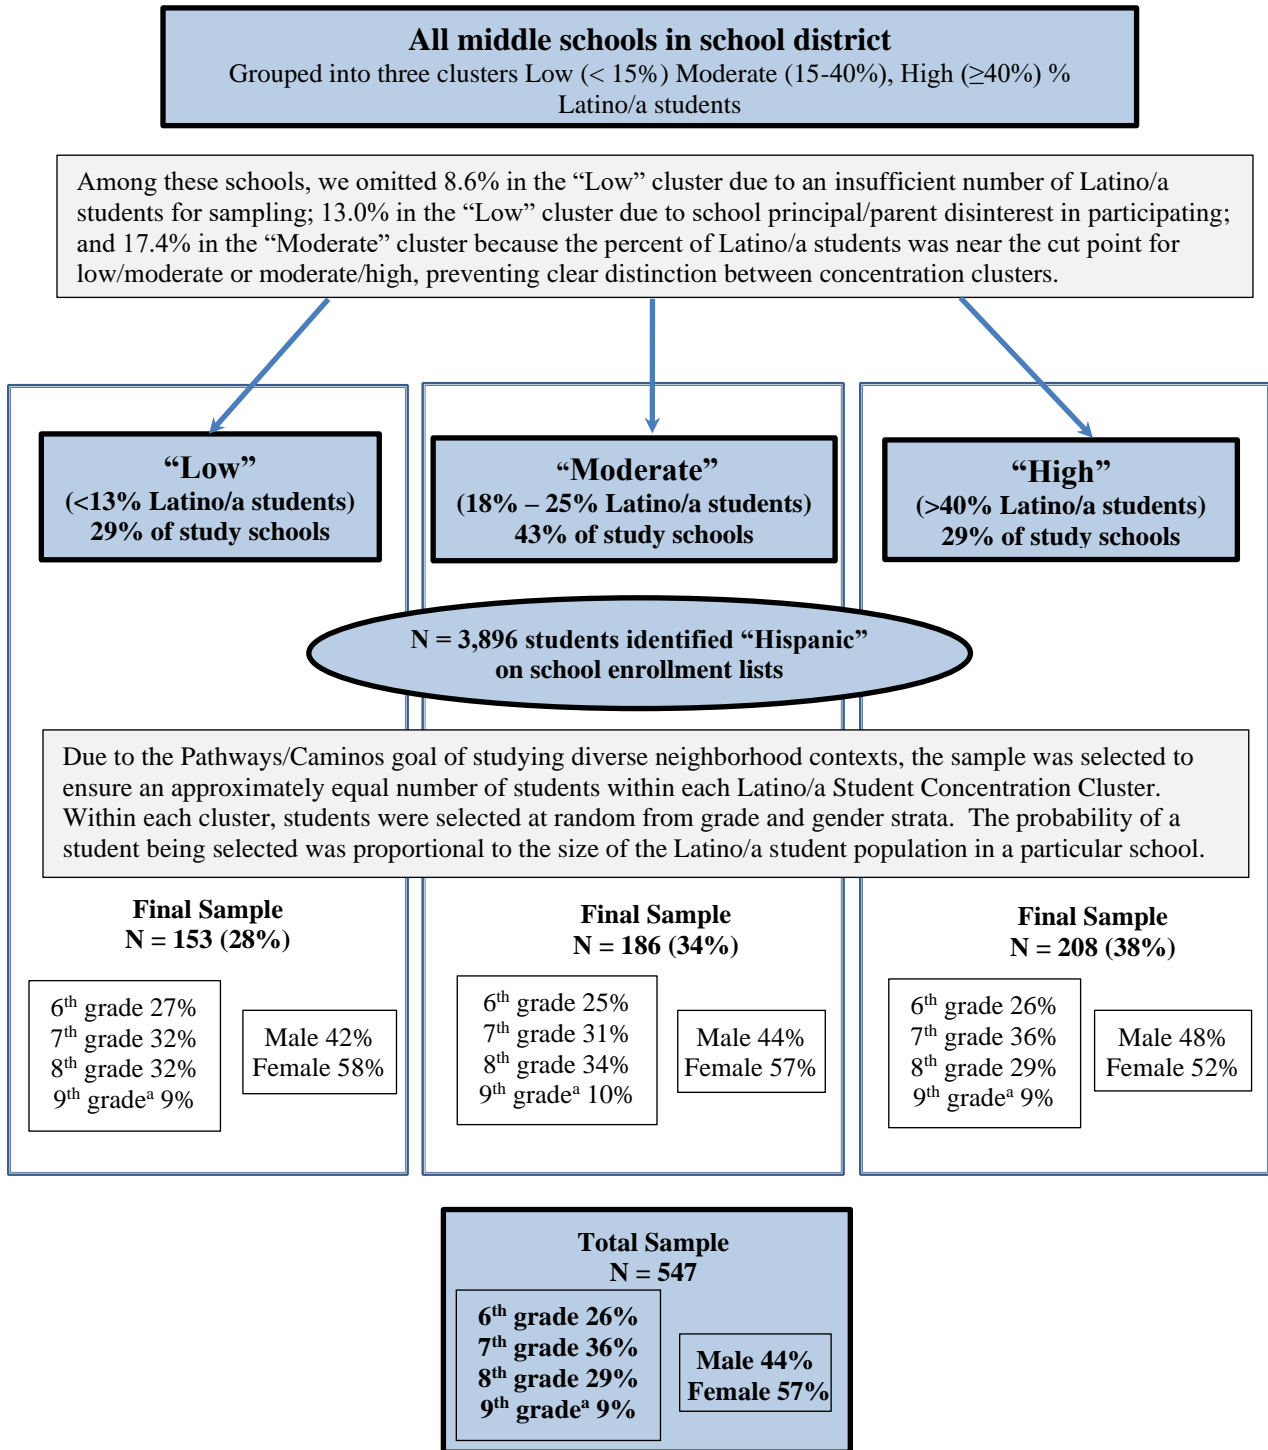 All middle schools in school district
Grouped into three clusters Low (< 15%) Moderate (15-40%), High (≥40%) %
Latino/a students
Among these schools, we omitted 8.6% in the “Low” cluster due to an insufficient number of Latino/a
students for sampling; 13.0% in the “Low” cluster due to school principal/parent disinterest in participating;
and 17.4% in the “Moderate” cluster because the percent of Latino/a students was near the cut point for
low/moderate or moderate/high, preventing clear distinction between concentration clusters.
“Low”
(<13% Latino/a students)
29% of study schools
“Moderate”
(18% – 25% Latino/a students)
43% of study schools
“High”
(>40% Latino/a students)
29% of study schools
N = 3,896 students identified “Hispanic”
on school enrollment lists
Due to the Pathways/Caminos goal of studying diverse neighborhood contexts, the sample was selected to
ensure an approximately equal number of students within each Latino/a Student Concentration Cluster.
Within each cluster, students were selected at random from grade and gender strata.  The probability of a
student being selected was proportional to the size of the Latino/a student population in a particular school.
Final Sample
N = 153 (28%)
6th grade 27%
7th grade 32%
8th grade 32%
9th gradeª 9%
Male 42%
Female 58%
Final Sample
N = 186 (34%)
6th grade 25%
7th grade 31%
8th grade 34%
9th gradeª 10%
Male 44%
Female 57%
Final Sample
N = 208 (38%)
6th grade 26%
7th grade 36%
8th grade 29%
9th gradeª 9%
Male 48%
Female 52%
Total Sample
N = 547
6th grade 26%
7th grade 36%
8th grade 29%
9th gradeª 9%
Male 44%
Female 57%